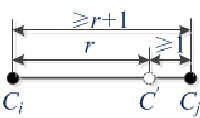 ≥r+1
r ≥1
C_i C' C_j